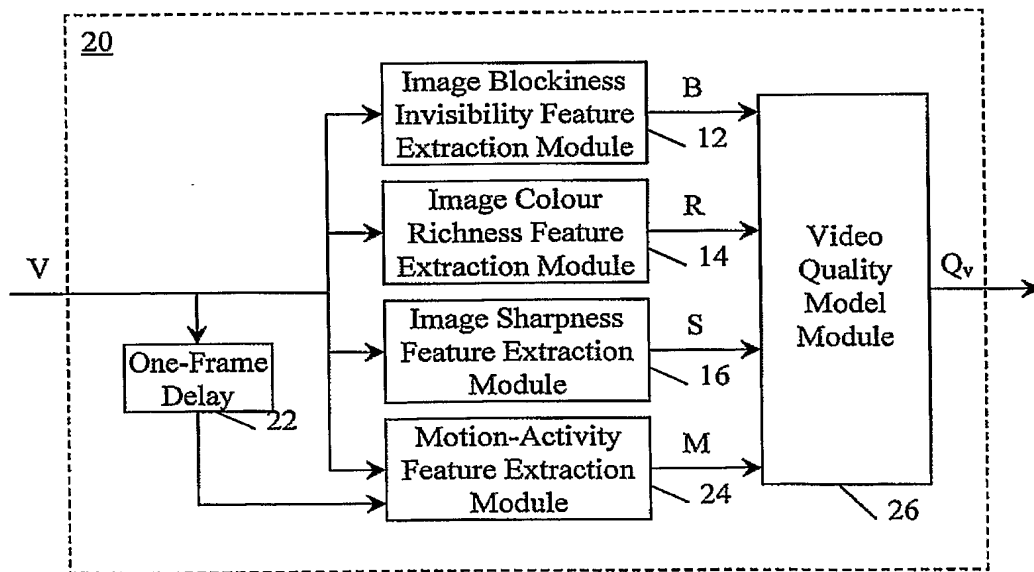 20
Image Blockiness
Invisibility Feature
Extraction Module
B
12
Image Colour
Richness Feature
Extraction Module
R
14
V
Image Sharpness
Feature Extraction
Module
S
16
One-Frame
Delay
22
Motion-Activity
Feature Extraction
Module
M
24
Video
Quality
Model
Module
26
Qv